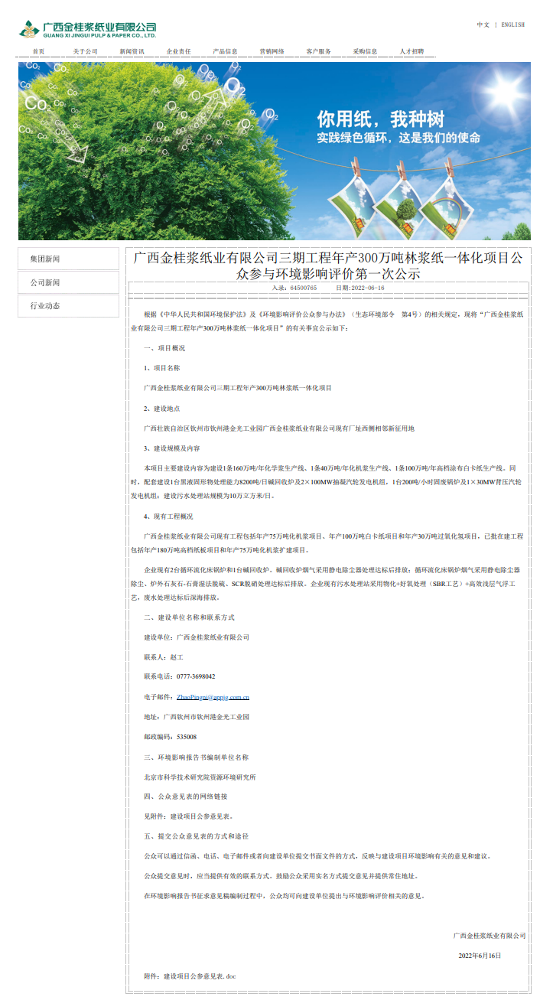 广西金桂浆纸业有限公司
GUANG XI JINGUI PULP & PAPER CO., LTD.
中文 | ENGLISH
首页 关于公司 新闻资讯 企业责任 产品信息 营销网络 客户服务 采购信息 人才招聘
Co2
Co2
Co2
Co2
Co2
O2
O2
O2
O2
O2
O2
你用纸，我种树
实践绿色循环，这是我们的使命
集团新闻
公司新闻
行业动态
广西金桂浆纸业有限公司三期工程年产300万吨林浆纸一体化项目公
众参与环境影响评价第一次公示
入录：64500765 日期:2022-06-16
根据《中华人民共和国环境保护法》及《环境影响评价公众参与办法》（生态环境部令 第4号）的相关规定，现将“广西金桂浆纸
业有限公司三期工程年产300万吨林浆纸一体化项目”的有关事宜公示如下：
一、项目概况
1、项目名称
广西金桂浆纸业有限公司三期工程年产300万吨林浆纸一体化项目
2、建设地点
广西壮族自治区钦州市钦州港金光工业园广西金桂浆纸业有限公司现有厂址西侧相邻新征用地
3、建设规模及内容
本项目主要建设内容为建设1条160万吨/年化学浆生产线、1条40万吨/年化机浆生产线、1条100万吨/年高档涂布白卡纸生产线。同
时，配套建设1台黑液固形物处理能力8200吨/日碱回收炉及2×100MW抽凝汽轮发电机组，1台200吨/小时固废锅炉及1×30MW背压汽轮
发电机组；建设污水处理站规模为10万立方米/日。
4、现有工程概况
广西金桂浆纸业有限公司现有工程包括年产75万吨化机浆项目、年产100万吨白卡纸项目和年产30万吨过氧化氢项目，已批在建工程
包括年产180万吨高档纸板项目和年产75万吨化机浆扩建项目。
企业现有2台循环流化床锅炉和1台碱回收炉。碱回收炉烟气采用静电除尘器处理达标后排放；循环流化床锅炉烟气采用静电除尘器
除尘、炉外石灰石-石膏湿法脱硫、SCR脱硝处理达标后排放。企业现有污水处理站采用物化+好氧处理（SBR工艺）+高效浅层气浮工
艺，废水处理达标后深海排放。
二、建设单位名称和联系方式
建设单位：广西金桂浆纸业有限公司
联系人：赵工
联系电话：0777-3698042
电子邮件：ZhaoPingni@appjg.com.cn
地址：广西钦州市钦州港金光工业园
邮政编码：535008
三、环境影响报告书编制单位名称
北京市科学技术研究院资源环境研究所
四、公众意见表的网络链接
见附件：建设项目公参意见表。
五、提交公众意见表的方式和途径
公众可以通过信函、电话、电子邮件或者向建设单位提交书面文件的方式，反映与建设项目环境影响有关的意见和建议。
公众提交意见时，应当提供有效的联系方式。鼓励公众采用实名方式提交意见并提供常住地址。
在环境影响报告书征求意见稿编制过程中，公众均可向建设单位提出与环境影响评价相关的意见。
广西金桂浆纸业有限公司
2022年6月16日
附件：建设项目公参意见表.doc